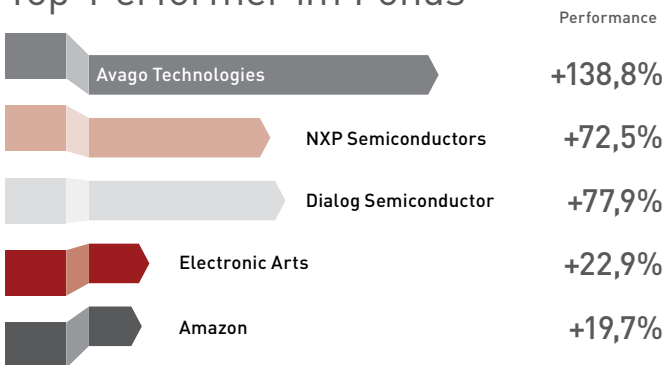 Top-Performer im Fonds
Performance
Avago Technologies +138,8%
NXP Semiconductors +72,5%
Dialog Semiconductor +77,9%
Electronic Arts +22,9%
Amazon +19,7%